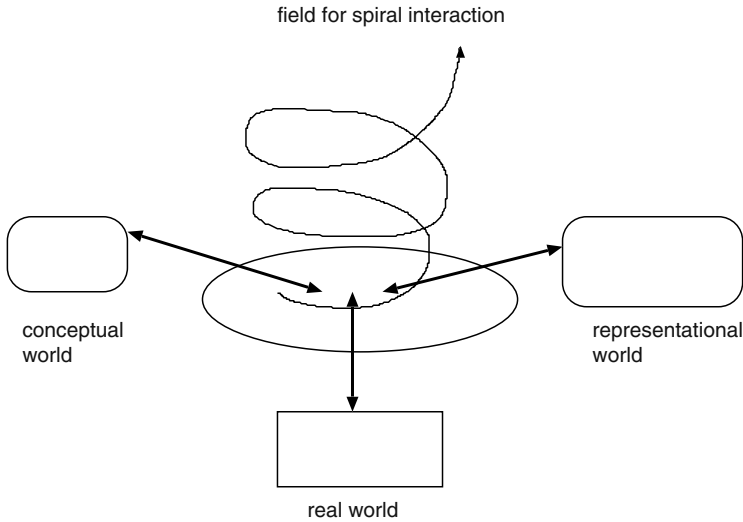 field for spiral interaction
conceptual
world
representational
world
real world